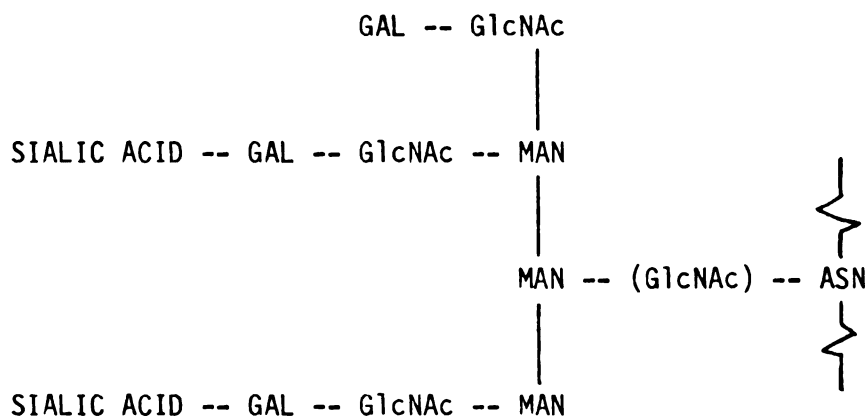 GAL -- GlcNAc
SIALIC ACID -- GAL -- GlcNAc -- MAN
MAN -- (GlcNAc) -- ASN
SIALIC ACID -- GAL -- GlcNAc -- MAN